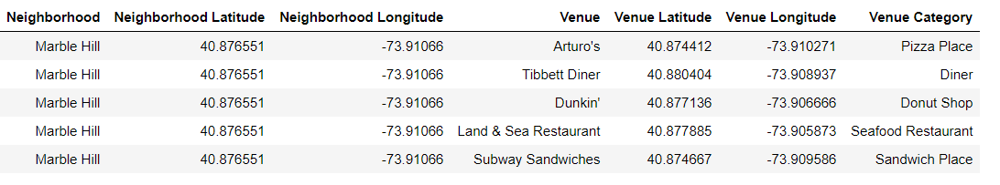 Neighborhood Neighborhood Latitude Neighborhood Longitude Venue Venue Latitude Venue Longitude Venue Category
Marble Hill 40.876551 -73.91066 Arturo's 40.874412 -73.910271 Pizza Place
Marble Hill 40.876551 -73.91066 Tibbett Diner 40.880404 -73.908937 Diner
Marble Hill 40.876551 -73.91066 Dunkin' 40.877136 -73.906666 Donut Shop
Marble Hill 40.876551 -73.91066 Land & Sea Restaurant 40.877885 -73.905873 Seafood Restaurant
Marble Hill 40.876551 -73.91066 Subway Sandwiches 40.874667 -73.909586 Sandwich Place